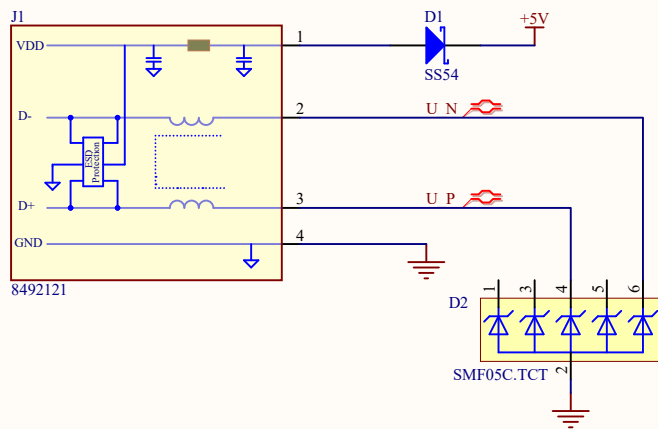 J1
VDD
1
D1
SS54
+5V
D-
2
U N
ESD
Protection
D+
3
U P
GND
4
8492121
D2
1
3
4
5
6
SMF05C.TCT
2